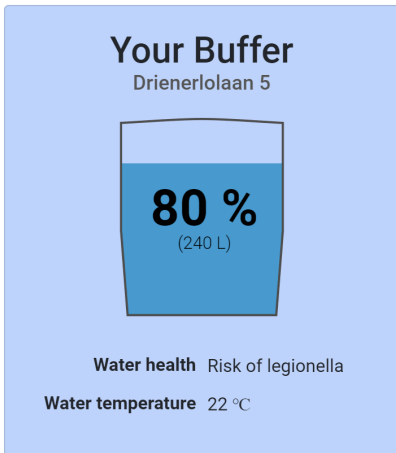 Your Buffer
Drienerlolaan 5
80 %
(240 L)
Water health Risk of legionella
Water temperature 22 °C